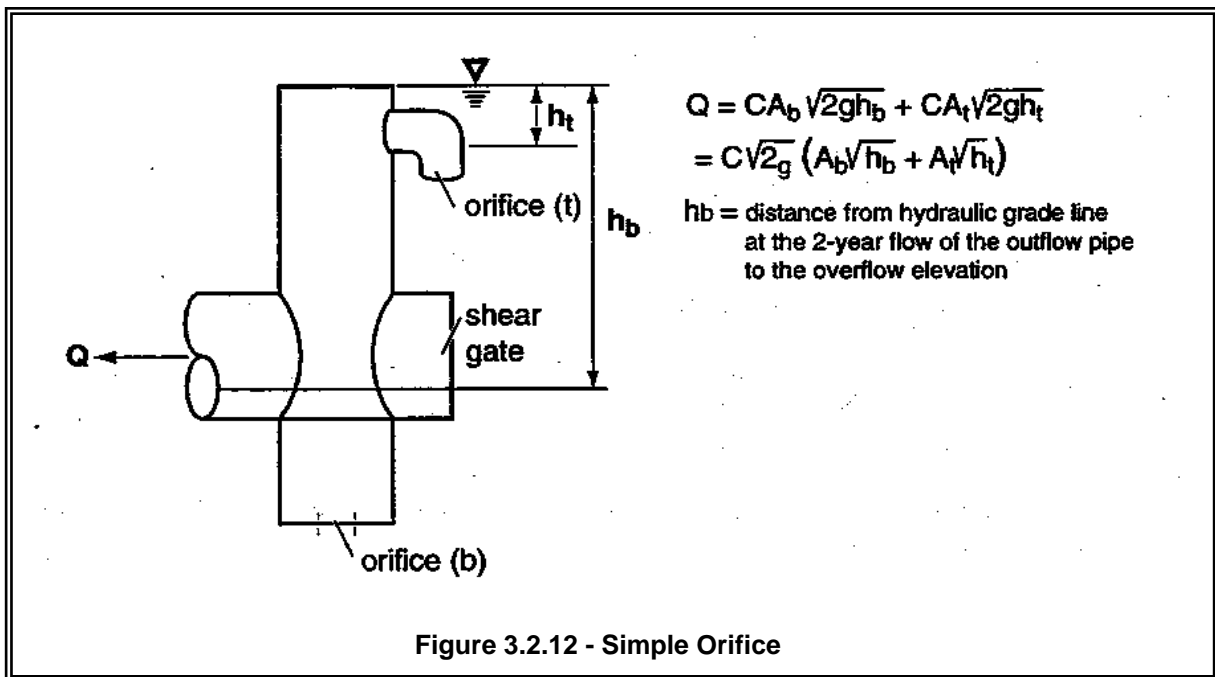 h_t
orifice (t)
h_b
shear
gate
Q
orifice (b)
Q = CA_b √2gh_b + CA_t√2gh_t
= C√2_g (A_b√h_b + A_t√h_t)
hb = distance from hydraulic grade line
at the 2-year flow of the outflow pipe
to the overflow elevation
Figure 3.2.12 - Simple Orifice